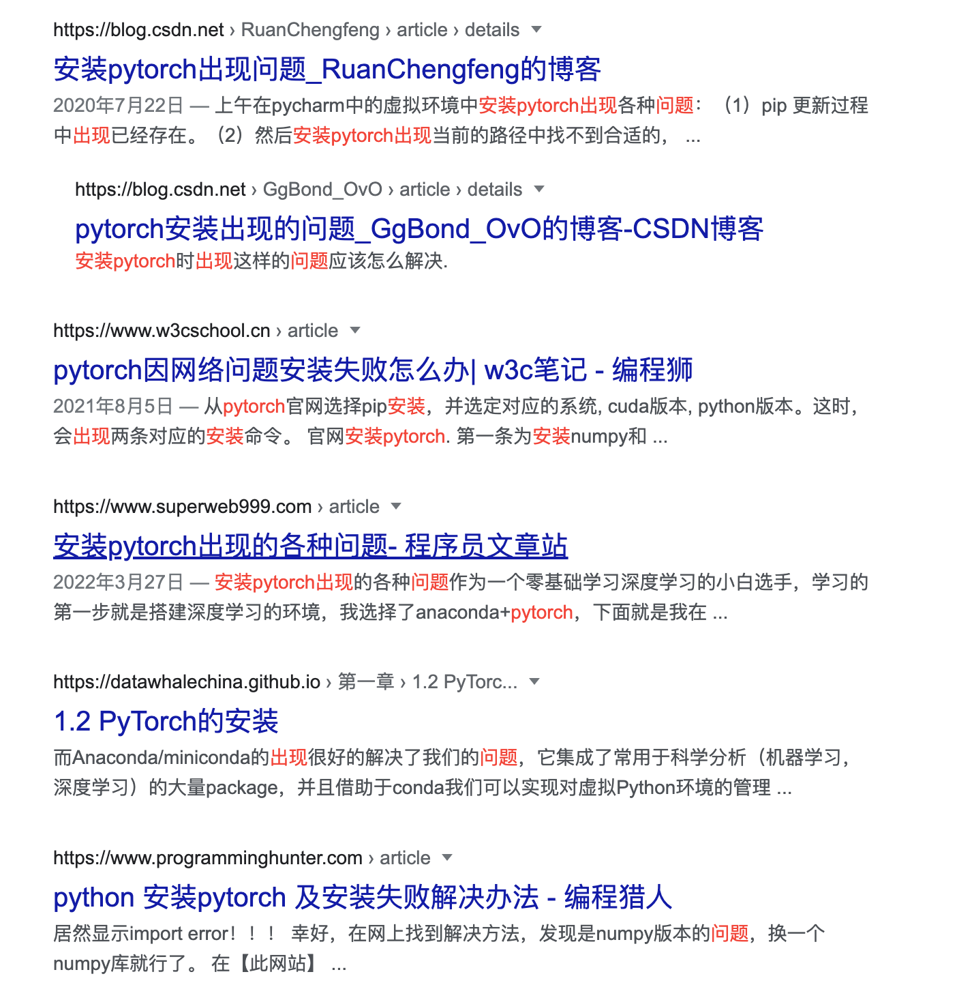 https://blog.csdn.net › RuanChengfeng › article › details
安装pytorch出现问题_RuanChengfeng的博客
2020年7月22日 — 上午在pycharm中的虚拟环境中安装pytorch出现各种问题：（1）pip 更新过程
中出现已经存在。（2）然后安装pytorch出现当前的路径中找不到合适的， ...
https://blog.csdn.net › GgBond_OvO › article › details
pytorch安装出现的问题_GgBond_OvO的博客-CSDN博客
安装pytorch时出现这样的问题应该怎么解决.
https://www.w3cschool.cn › article
pytorch因网络问题安装失败怎么办| w3c笔记 - 编程狮
2021年8月5日 — 从pytorch官网选择pip安装，并选定对应的系统, cuda版本, python版本。这时，
会出现两条对应的安装命令。 官网安装pytorch. 第一条为安装numpy和 ...
https://www.superweb999.com › article
安装pytorch出现的各种问题- 程序员文章站
2022年3月27日 — 安装pytorch出现的各种问题作为一个零基础学习深度学习的小白选手，学习的
第一步就是搭建深度学习的环境，我选择了anaconda+pytorch，下面就是我在 ...
https://datawhalechina.github.io › 第一章 › 1.2 PyTorc...
1.2 PyTorch的安装
而Anaconda/miniconda的出现很好的解决了我们的问题，它集成了常用于科学分析（机器学习，
深度学习）的大量package，并且借助于conda我们可以实现对虚拟Python环境的管理 ...
https://www.programminghunter.com › article
python 安装pytorch 及安装失败解决办法 - 编程猎人
居然显示import error！！！ 幸好，在网上找到解决方法，发现是numpy版本的问题，换一个
numpy库就行了。 在【此网站】 ...